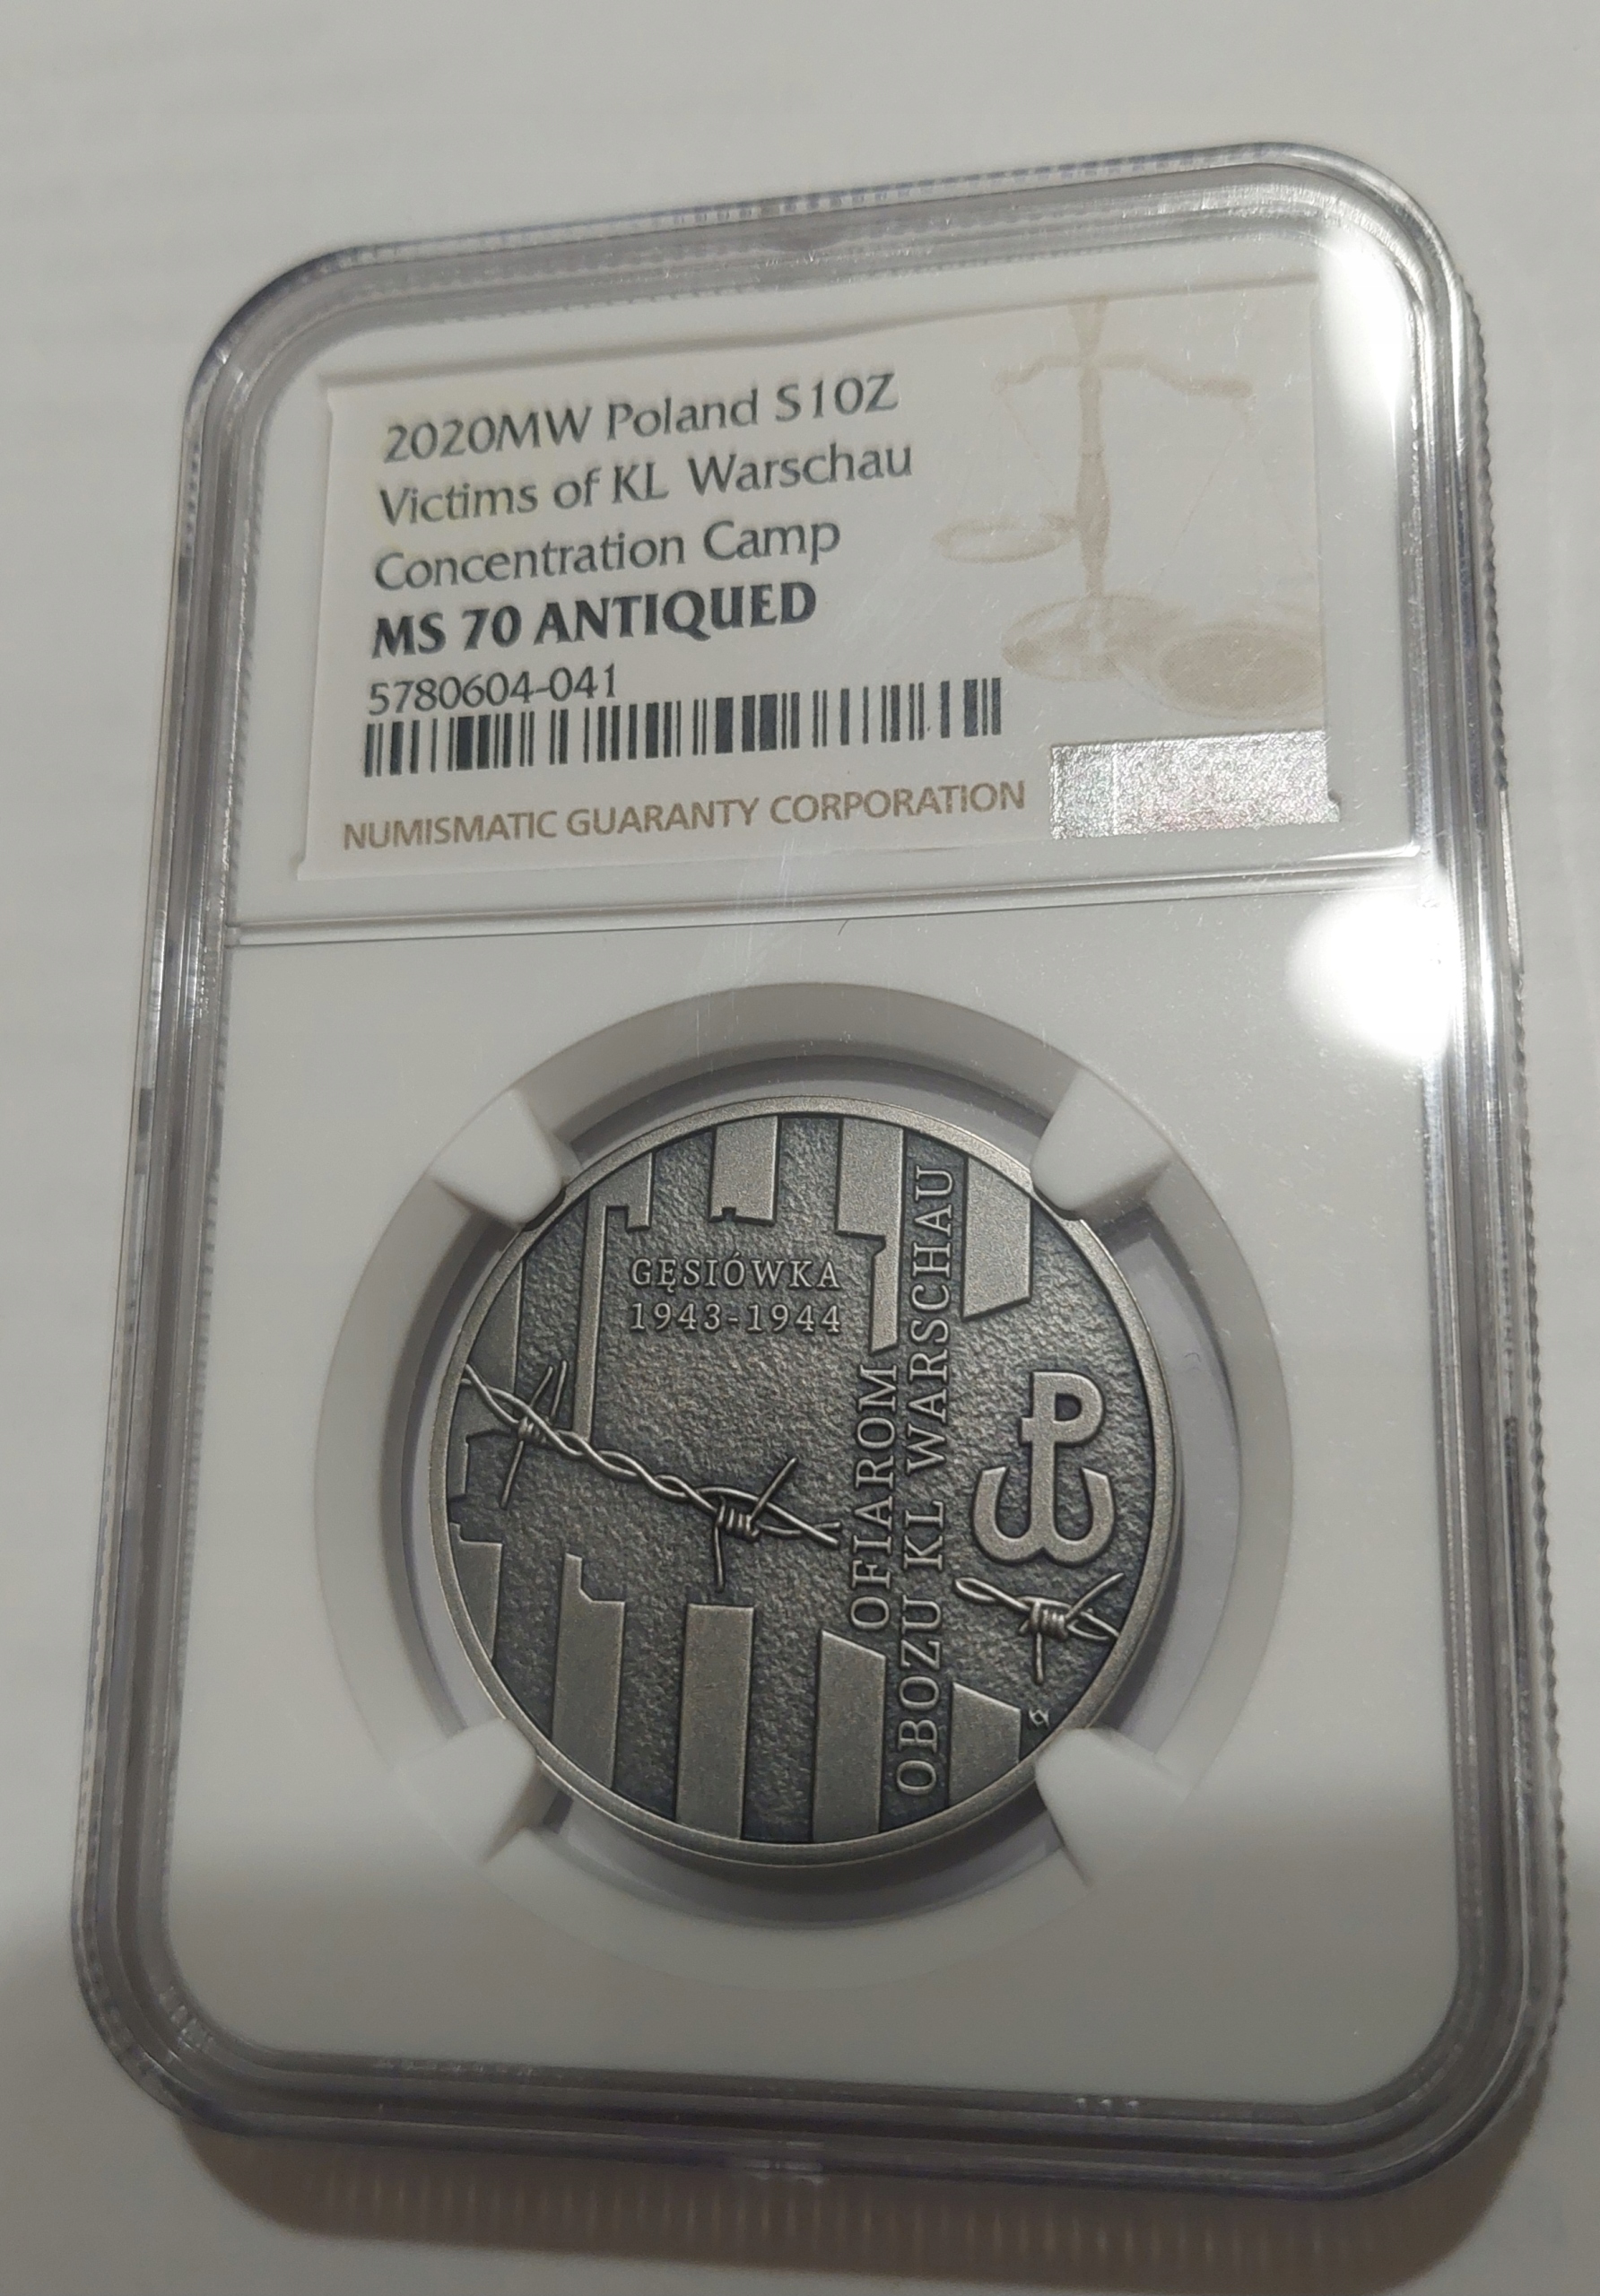 2020MW Poland S10Z
Victims of KL Warschau
Concentration Camp
MS 70 ANTIQUED
5780604-041
NUMISMATIC GUARANTY CORPORATION
GĘSIÓWKA
1943-1944
OFIAROM
OBOZU KL WARSCHAU